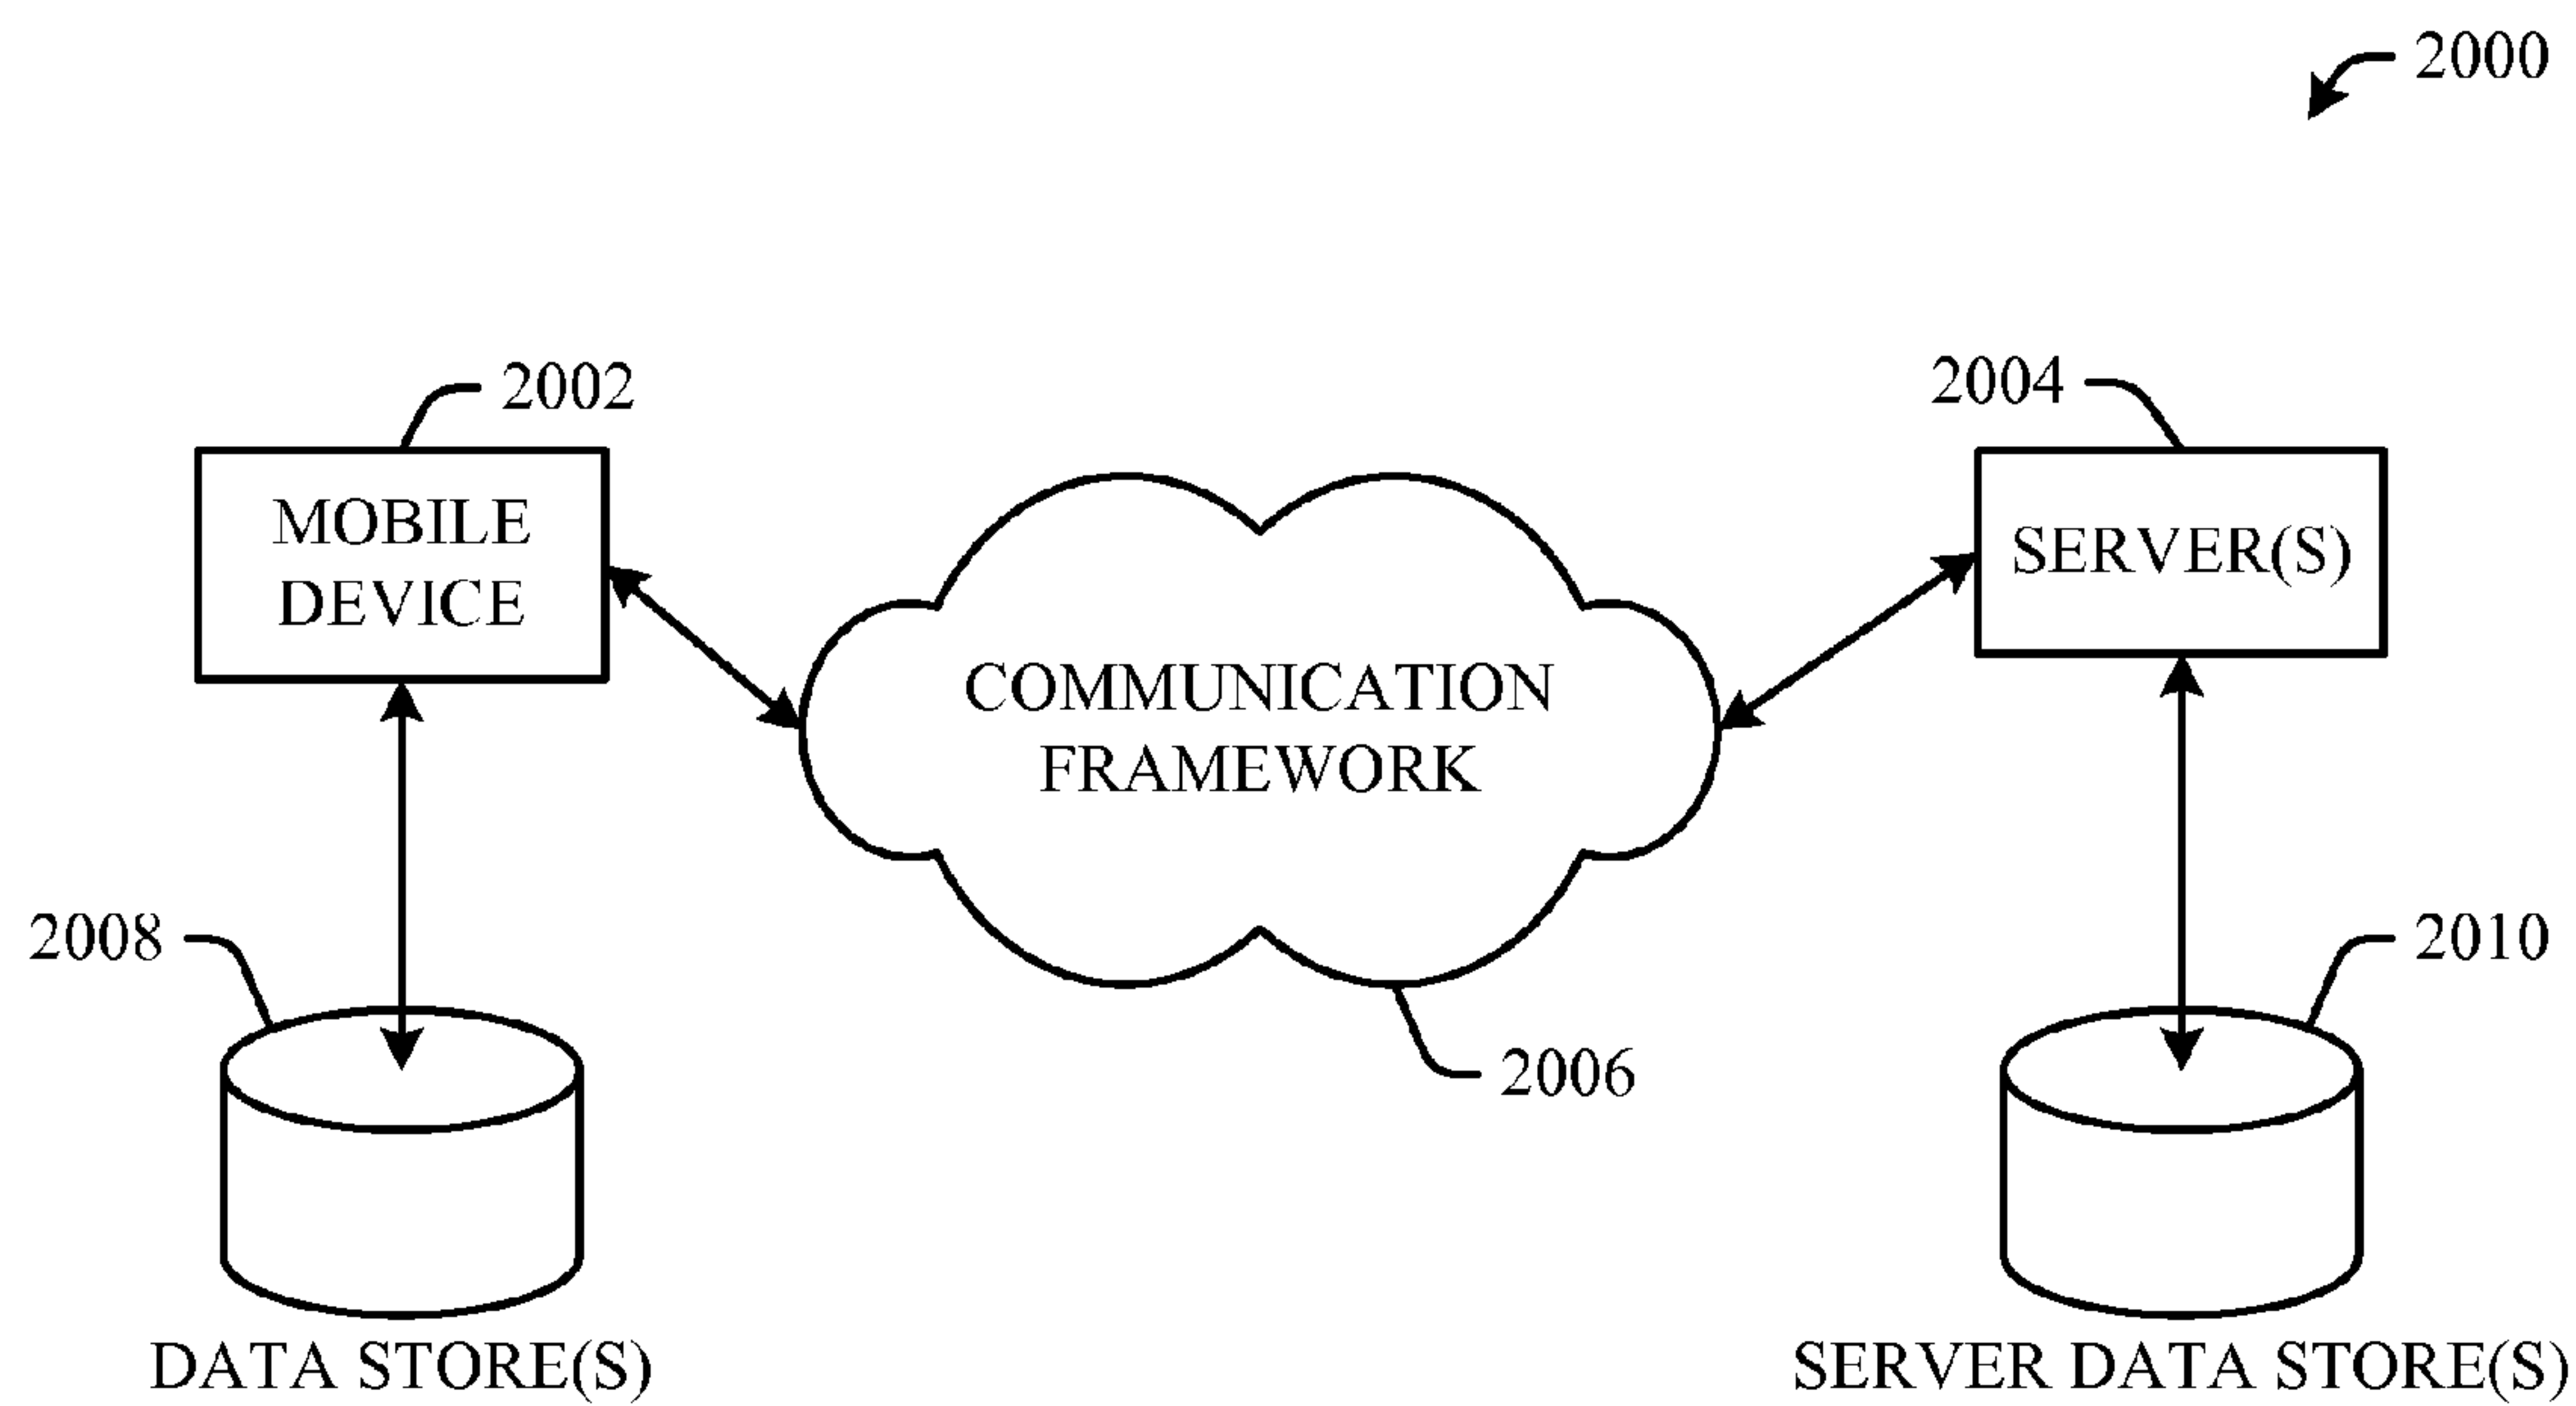 2000
2002
2004
MOBILE
DEVICE
SERVER(S)
COMMUNICATION
FRAMEWORK
2008
2010
2006
DATA STORE(S)
SERVER DATA STORE(S)